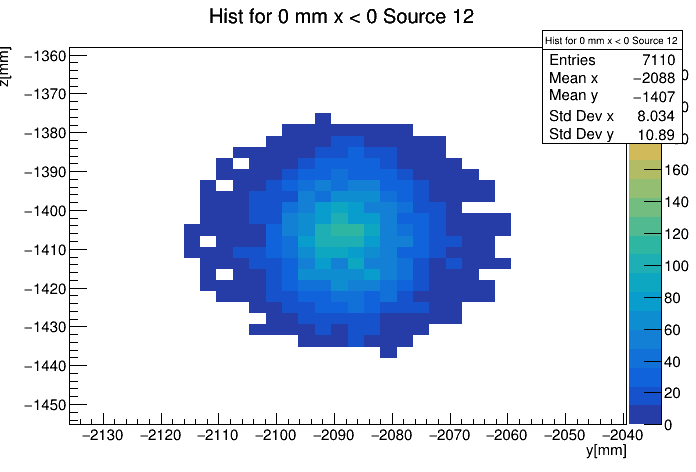 Hist for 0 mm x < 0 Source 12
Hist for 0 mm x < 0 Source 12
Entries 7110
Mean x −2088
Mean y −1407
Std Dev x 8.034
Std Dev y 10.89
z[mm]
−1360
−1370
−1380
−1390
−1400
−1410
−1420
−1430
−1440
−1450
160
140
120
100
80
60
40
20
0
−2130 −2120 −2110 −2100 −2090 −2080 −2070 −2060 −2050 −2040
y[mm]